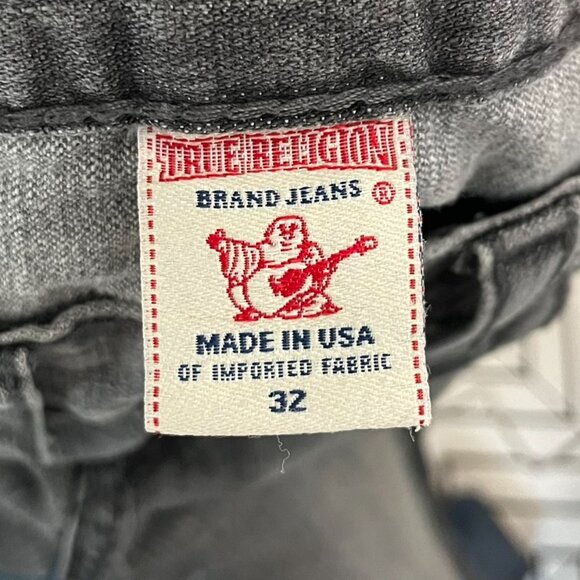 TRUE RELIGION
BRAND JEANS ®
MADE IN USA
OF IMPORTED FABRIC
32